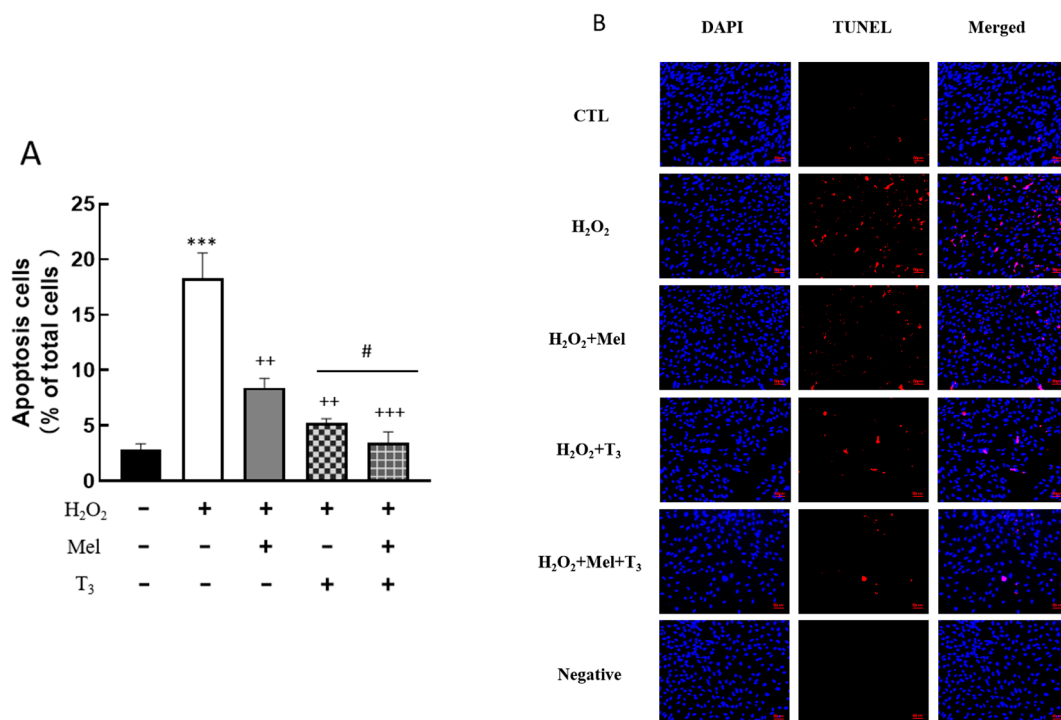 A
Apoptosis cells
(% of total cells )
25
20
15
10
5
0
***
++
++
#
+++
H₂O₂ − + + + +
Mel − − + − +
T₃ − − − + +
B
DAPI TUNEL Merged
CTL
H₂O₂
H₂O₂+Mel
H₂O₂+T₃
H₂O₂+Mel+T₃
Negative